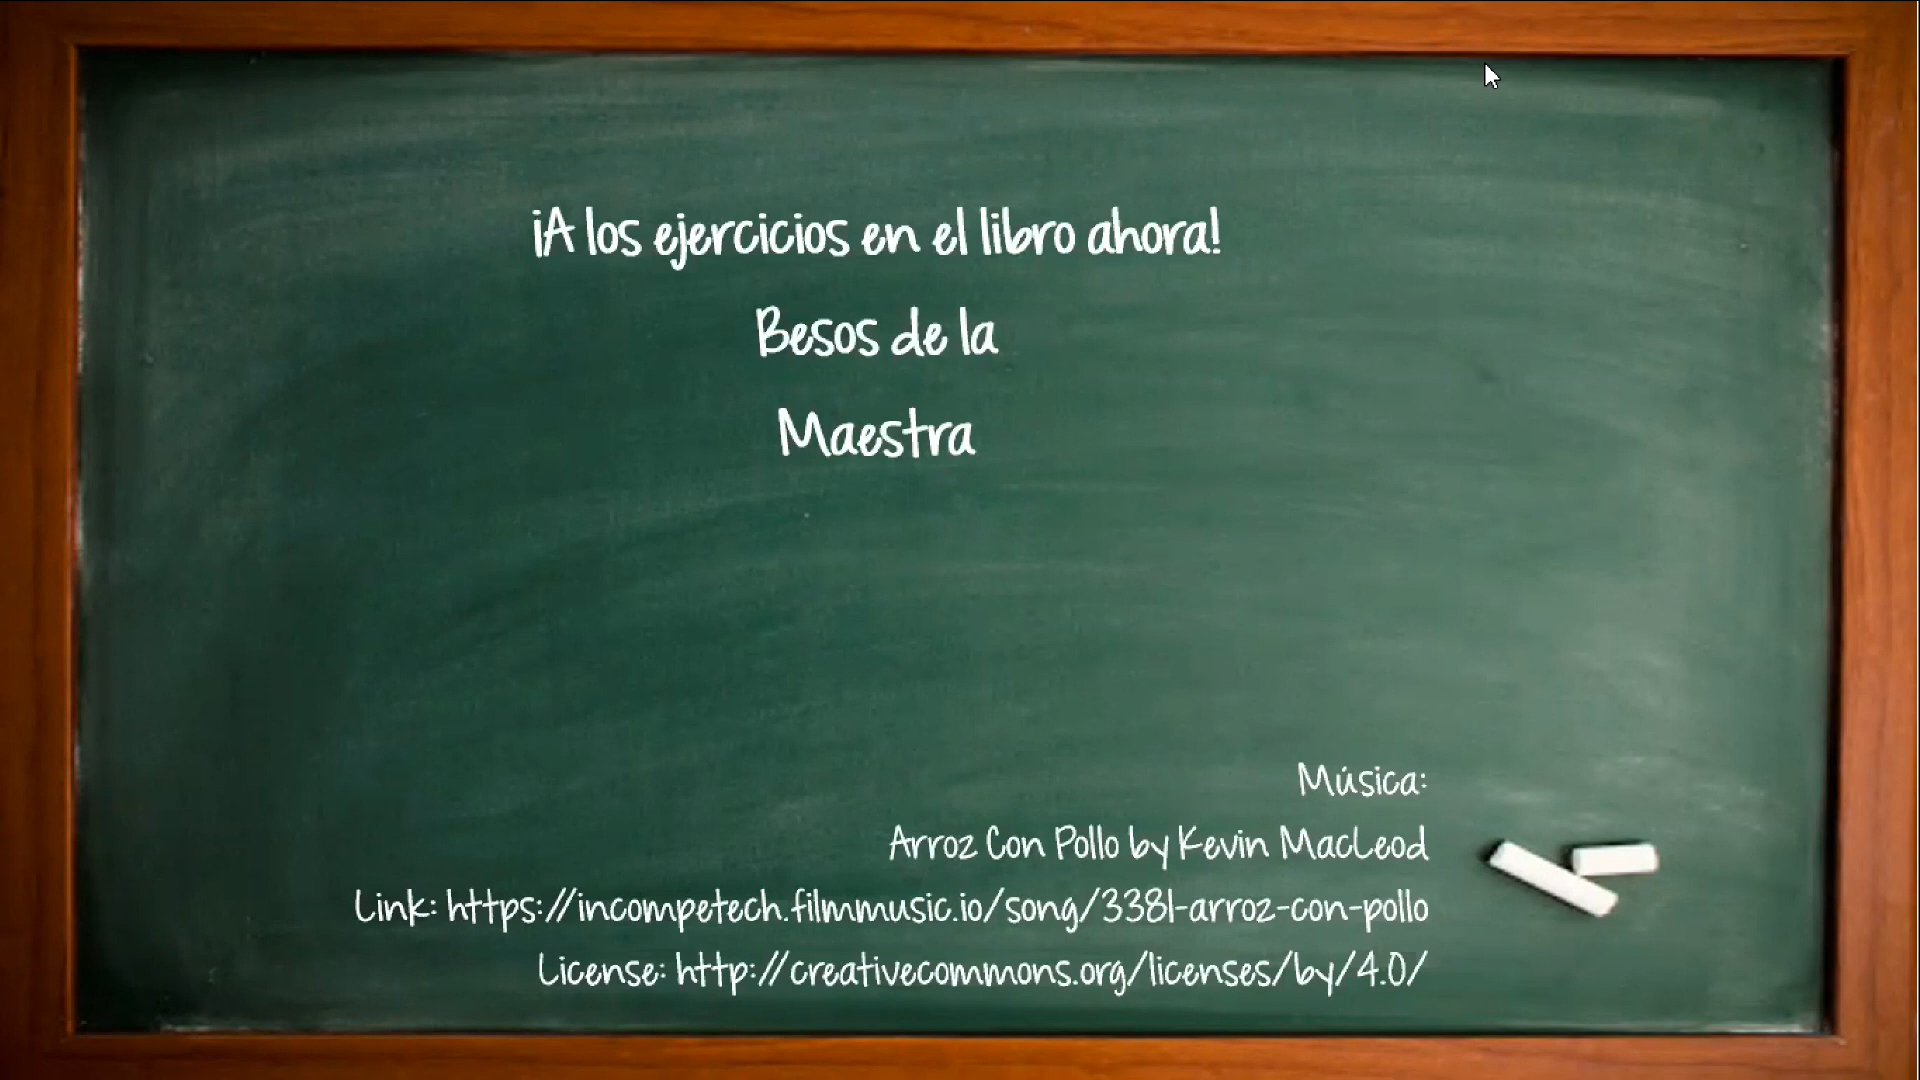 ¡A los ejercicios en el libro ahora!
Besos de la
Maestra
Música:
Arroz Con Pollo by Kevin MacLeod
Link: https://incompetech.filmmusic.io/song/3381-arroz-con-pollo
License: http://creativecommons.org/licenses/by/4.0/